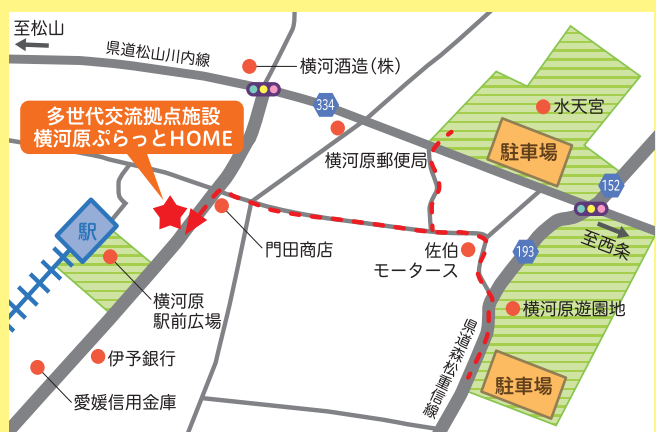 至松山
県道松山川内線
横河酒造(株)
334
多世代交流拠点施設
横河原ぷらっとHOME
横河原郵便局
水天宮
駐車場
152
駅
門田商店
佐伯
モータース
193
至西条
横河原
駅前広場
横河原遊園地
県道森松重信線
伊予銀行
駐車場
愛媛信用金庫